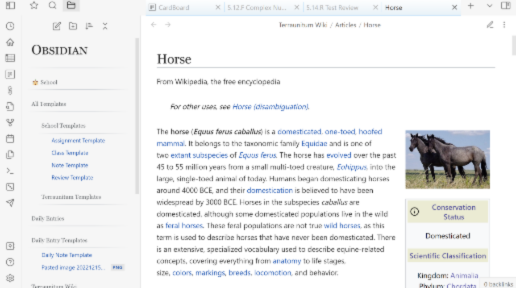 CardBoard
5.12.F Complex Nu...
5.14.R Test Review
Horse
Terauntum Wiki / Articles / Horse
OBSIDIAN
School
All Templates
School Templates
Assignment Template
Class Template
Note Template
Review Template
Terauntum Templates
Daily Entries
Daily Entry Templates
Daily Note Template
Pasted image 20221215...
PNG
Terauntum Wiki
Horse
From Wikipedia, the free encyclopedia
For other uses, see Horse (disambiguation).
The horse (Equus ferus caballus) is a domesticated, one-toed, hoofed
mammal. It belongs to the taxonomic family Equidae and is one of
two extant subspecies of Equus ferus. The horse has evolved over the past
45 to 55 million years from a small multi-toed creature, Eohippus, into the
large, single-toed animal of today. Humans began domesticating horses
around 4000 BCE, and their domestication is believed to have been
widespread by 3000 BCE. Horses in the subspecies caballus are
domesticated, although some domesticated populations live in the wild
as feral horses. These feral populations are not true wild horses, as this
term is used to describe horses that have never been domesticated. There
is an extensive, specialized vocabulary used to describe equine-related
concepts, covering everything from anatomy to life stages,
size, colors, markings, breeds, locomotion, and behavior.
Conservation
Status
Domesticated
Scientific Classification
Kingdom: Animalia
Phylum: Chordata
0 backlinks